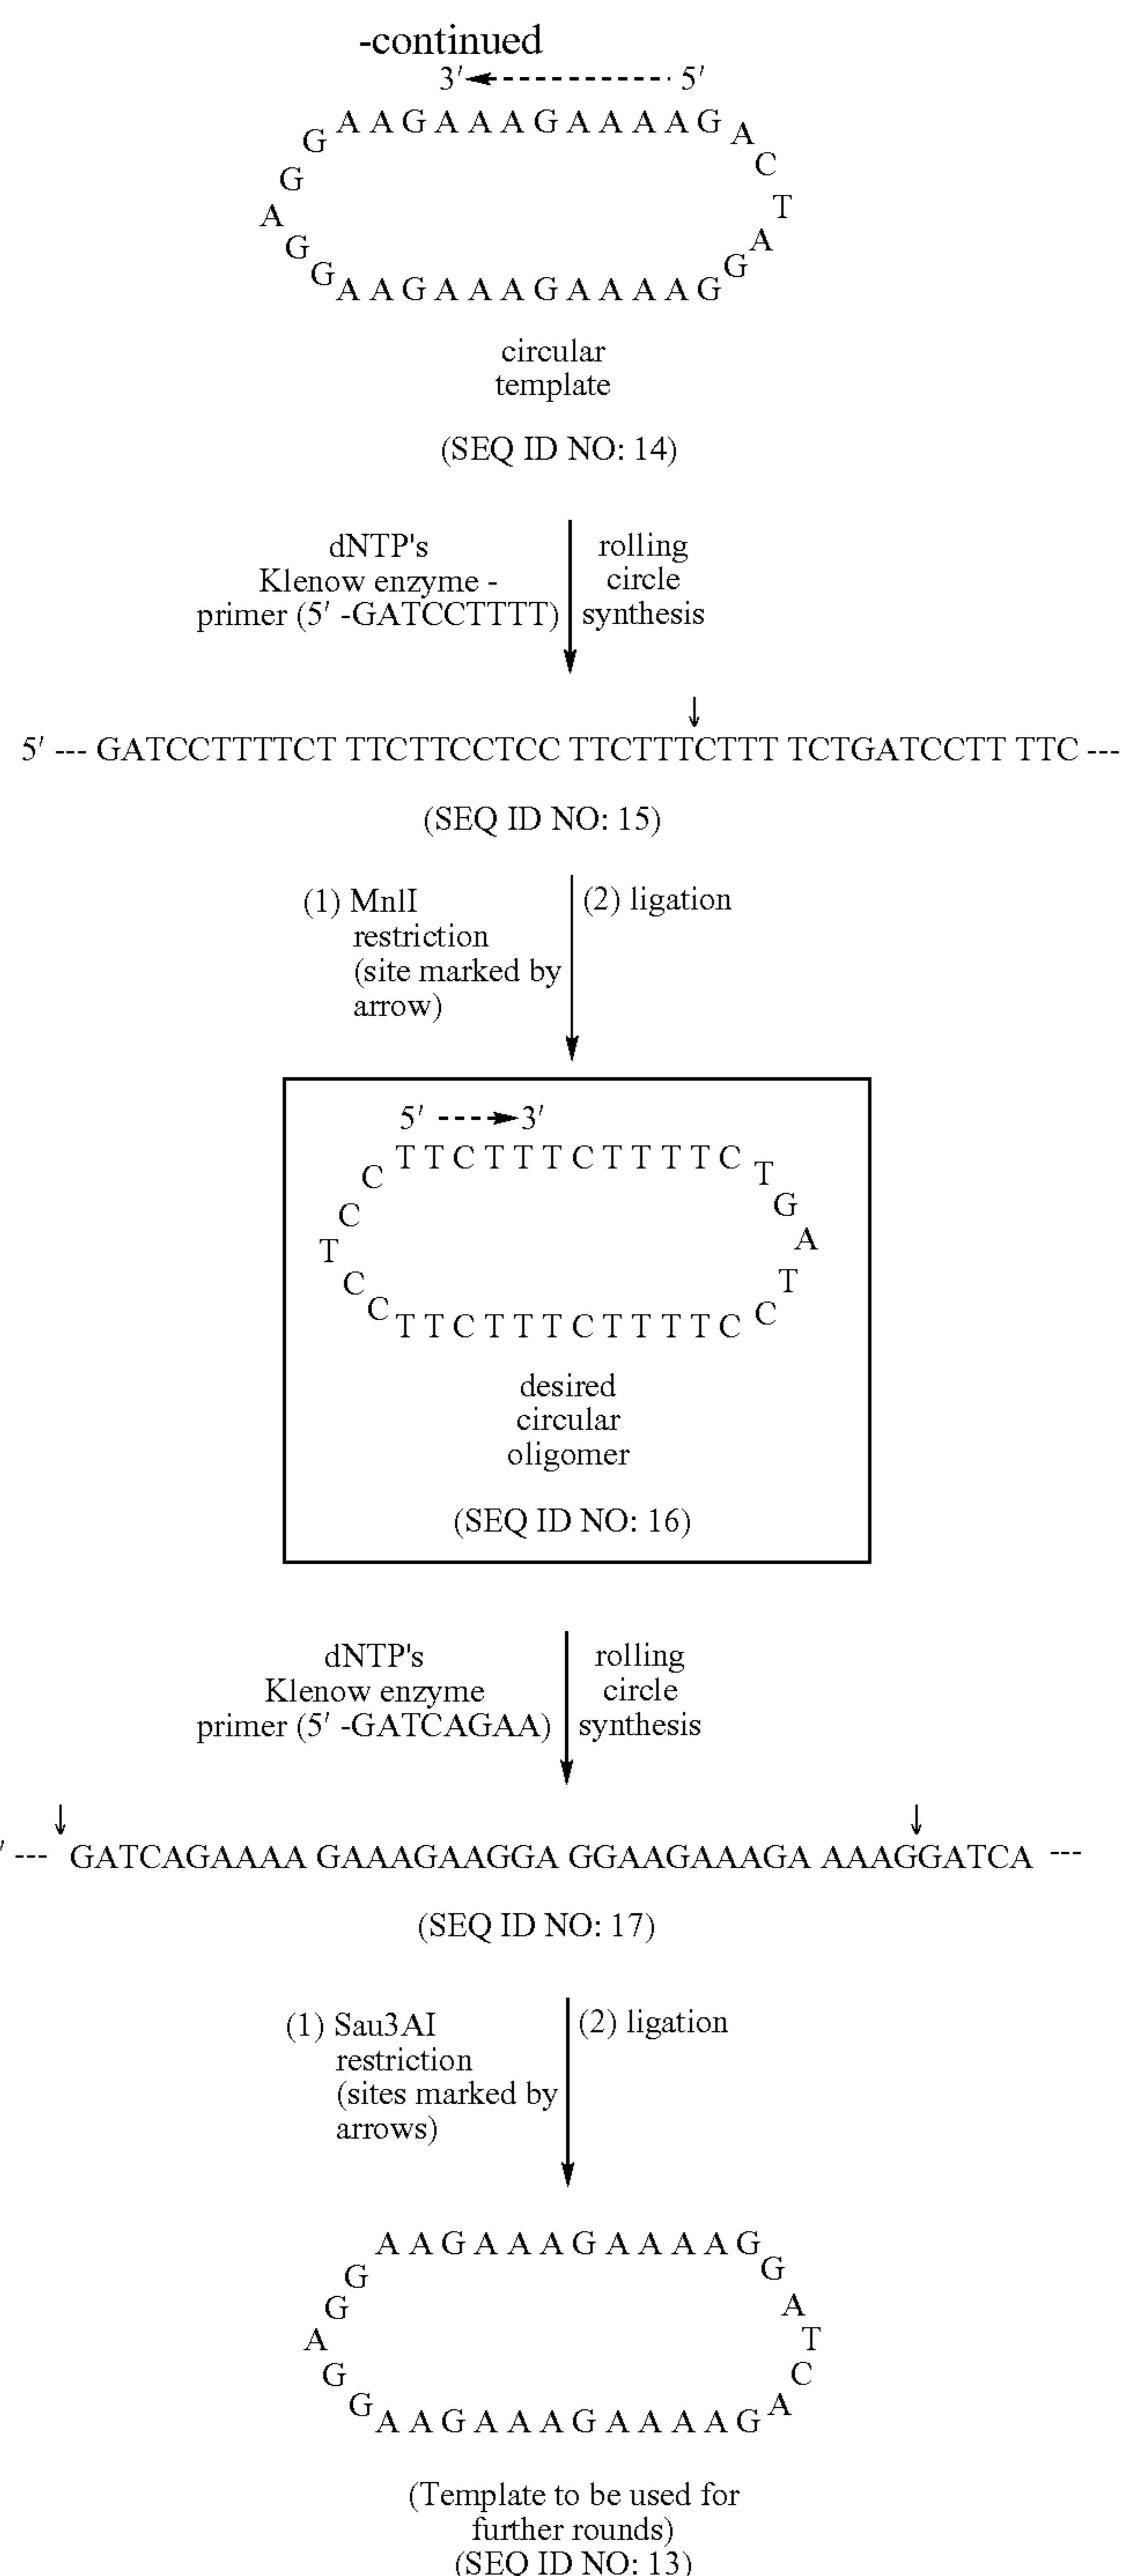 -continued
3′ 5′
A A G A A A G A A A A G
G A
G C
A T
G A
G G
A A G A A A G A A A A G
circular
template
(SEQ ID NO: 14)
dNTP's
Klenow enzyme -
primer (5′ -GATCCTTTT)
rolling
circle
synthesis
↓
5′ --- GATCCTTTTCT TTCTTCCTCC TTCTTTCTTT TCTGATCCTT TTC ---
(SEQ ID NO: 15)
(1) MnlI
restriction
(site marked by
arrow)
(2) ligation
5′ 3′
T T C T T T C T T T T C
C T
C G
T A
C T
C C
T T C T T T C T T T T C
desired
circular
oligomer
(SEQ ID NO: 16)
dNTP's
Klenow enzyme
primer (5′ -GATCAGAA)
rolling
circle
synthesis
↓ ↓
′ --- GATCAGAAAA GAAAGAAGGA GGAAGAAAGA AAAGGATCA ---
(SEQ ID NO: 17)
(1) Sau3AI
restriction
(sites marked by
arrows)
(2) ligation
A A G A A A G A A A A G
G G
G A
A T
G C
G A
A A G A A A G A A A A G
(Template to be used for
further rounds)
(SEQ ID NO: 13)